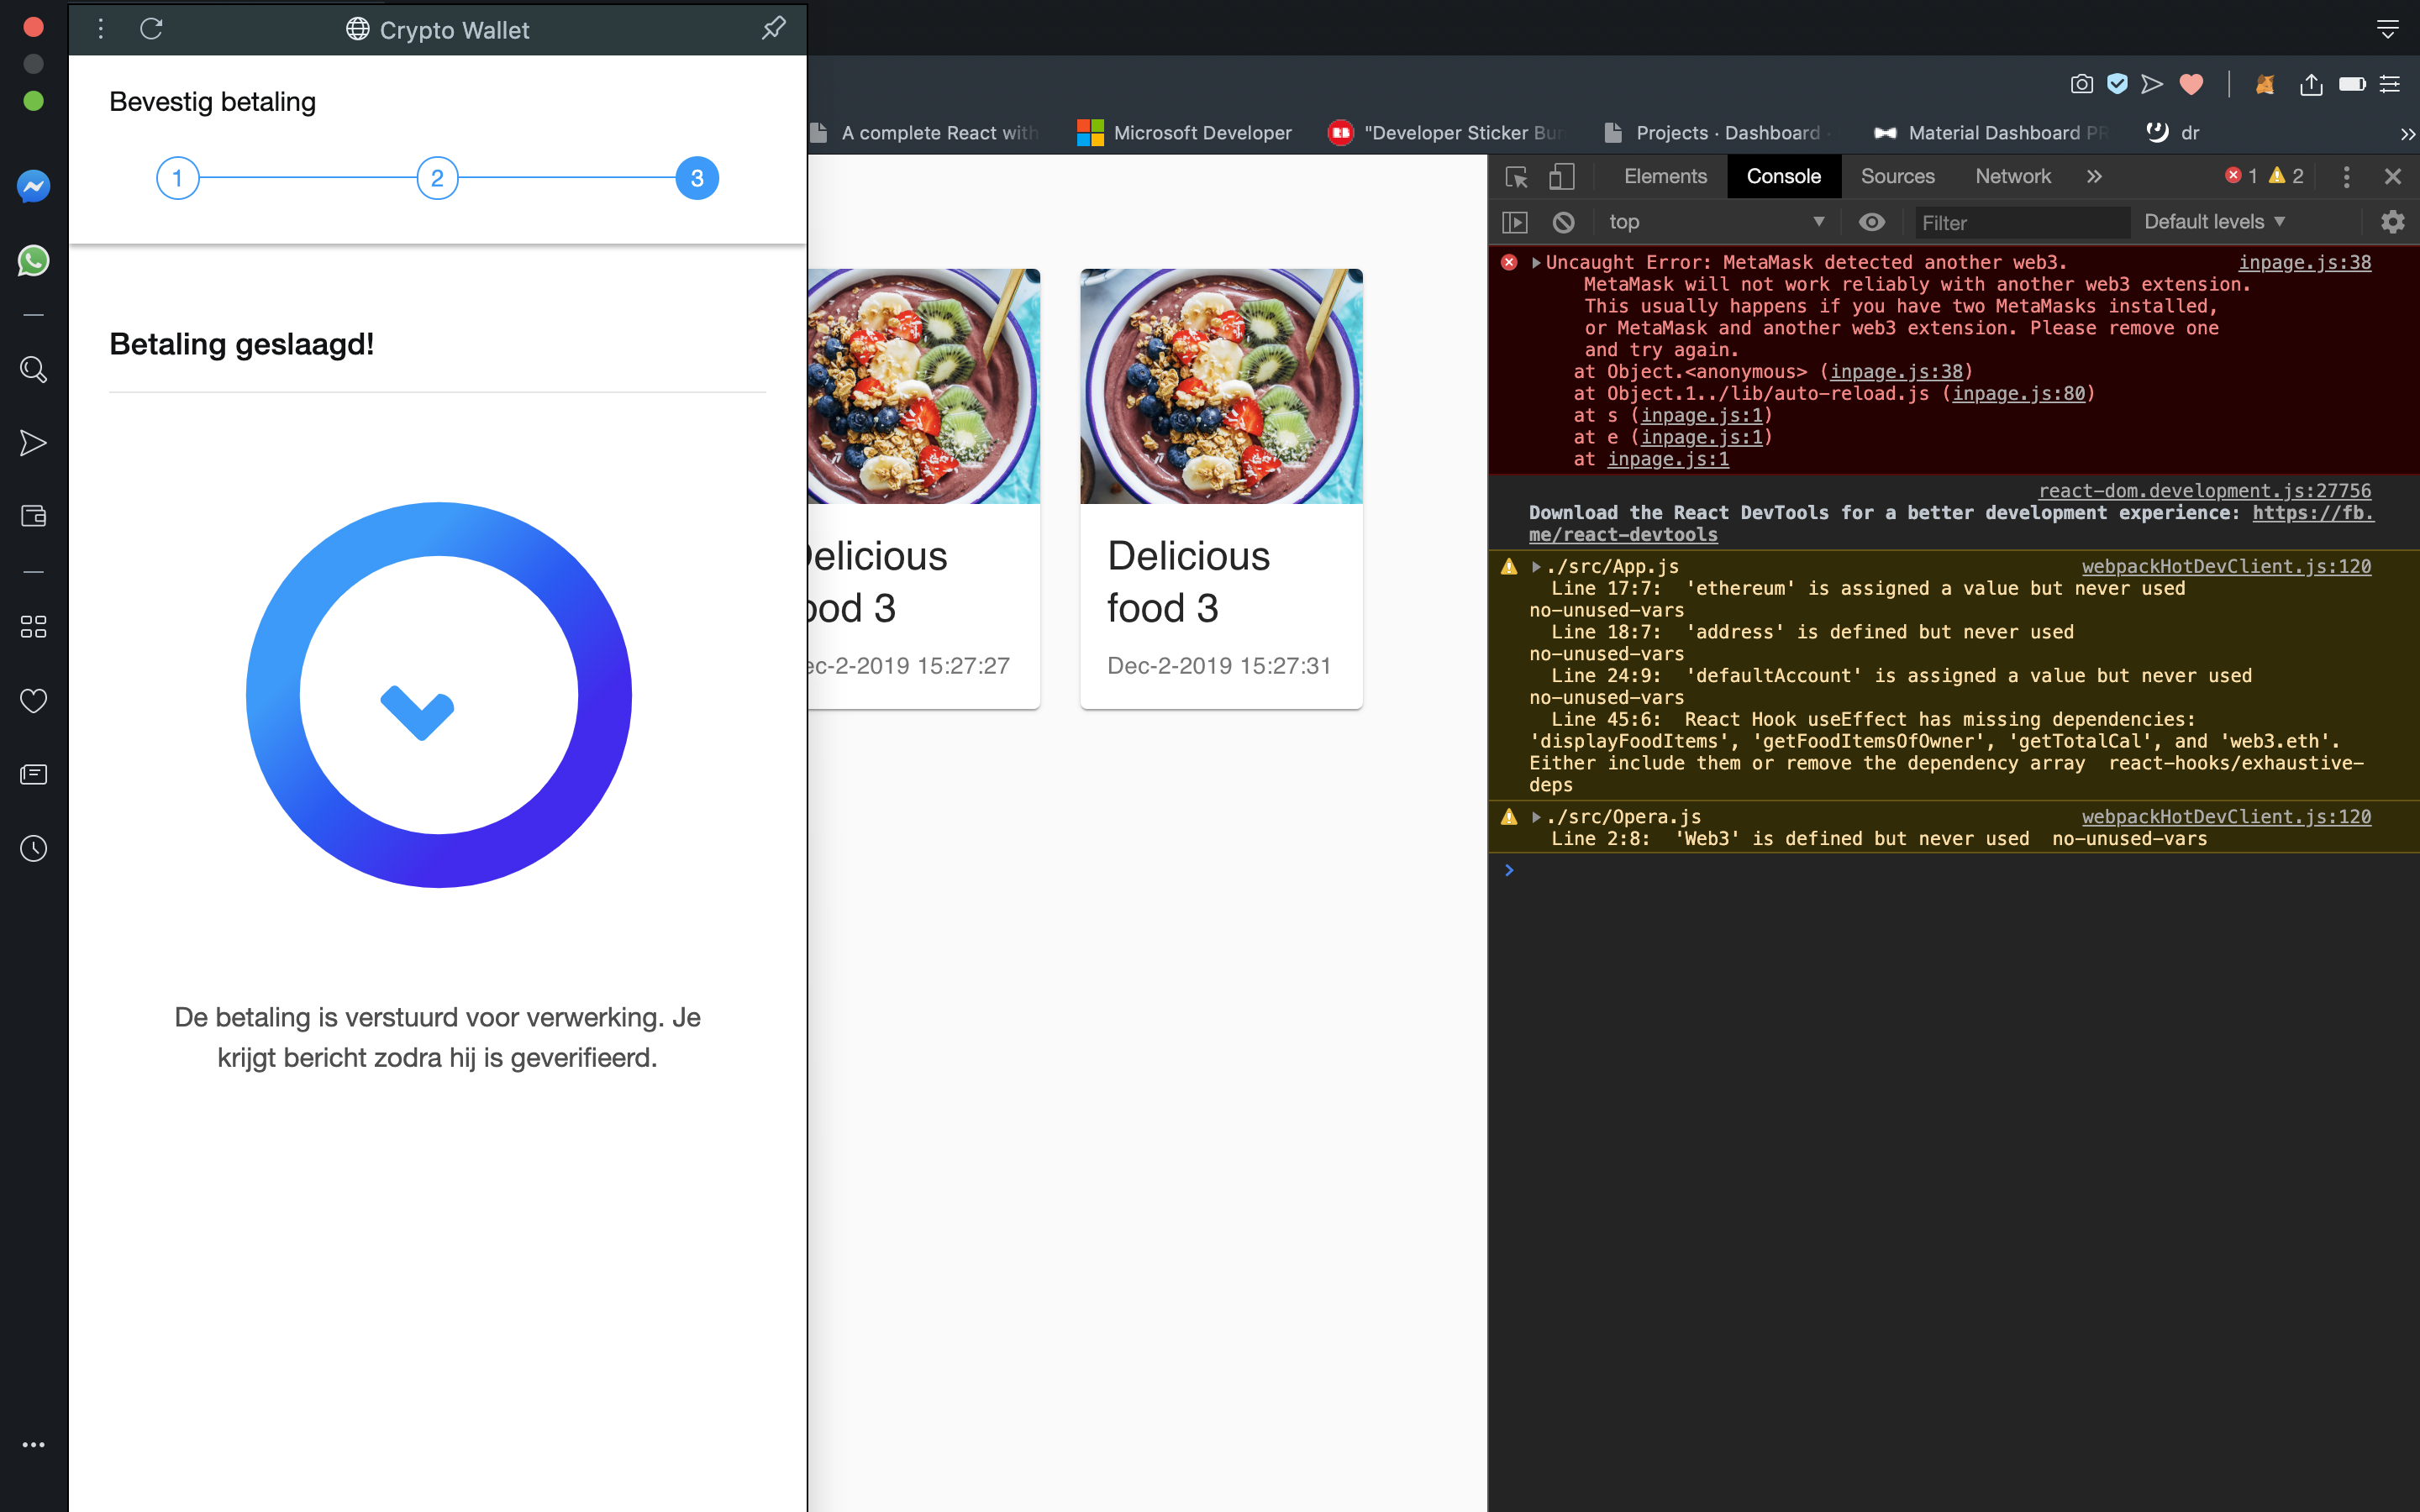 Crypto Wallet
Bevestig betaling
1 2 3
Betaling geslaagd!
De betaling is verstuurd voor verwerking. Je
krijgt bericht zodra hij is geverifieerd.
A complete React with
Microsoft Developer
RB
"Developer Sticker Bun
Projects · Dashboard ·
Material Dashboard PR
dr
elicious
ood 3
ec-2-2019 15:27:27
Delicious
food 3
Dec-2-2019 15:27:31
Elements Console Sources Network » 1 2
top Filter Default levels
Uncaught Error: MetaMask detected another web3. inpage.js:38
MetaMask will not work reliably with another web3 extension.
This usually happens if you have two MetaMasks installed,
or MetaMask and another web3 extension. Please remove one
and try again.
at Object.<anonymous> (inpage.js:38)
at Object.1../lib/auto-reload.js (inpage.js:80)
at s (inpage.js:1)
at e (inpage.js:1)
at inpage.js:1
react-dom.development.js:27756
Download the React DevTools for a better development experience: https://fb.
me/react-devtools
./src/App.js webpackHotDevClient.js:120
Line 17:7: 'ethereum' is assigned a value but never used
no-unused-vars
Line 18:7: 'address' is defined but never used
no-unused-vars
Line 24:9: 'defaultAccount' is assigned a value but never used
no-unused-vars
Line 45:6: React Hook useEffect has missing dependencies:
'displayFoodItems', 'getFoodItemsOfOwner', 'getTotalCal', and 'web3.eth'.
Either include them or remove the dependency array react-hooks/exhaustive-
deps
./src/Opera.js webpackHotDevClient.js:120
Line 2:8: 'Web3' is defined but never used no-unused-vars